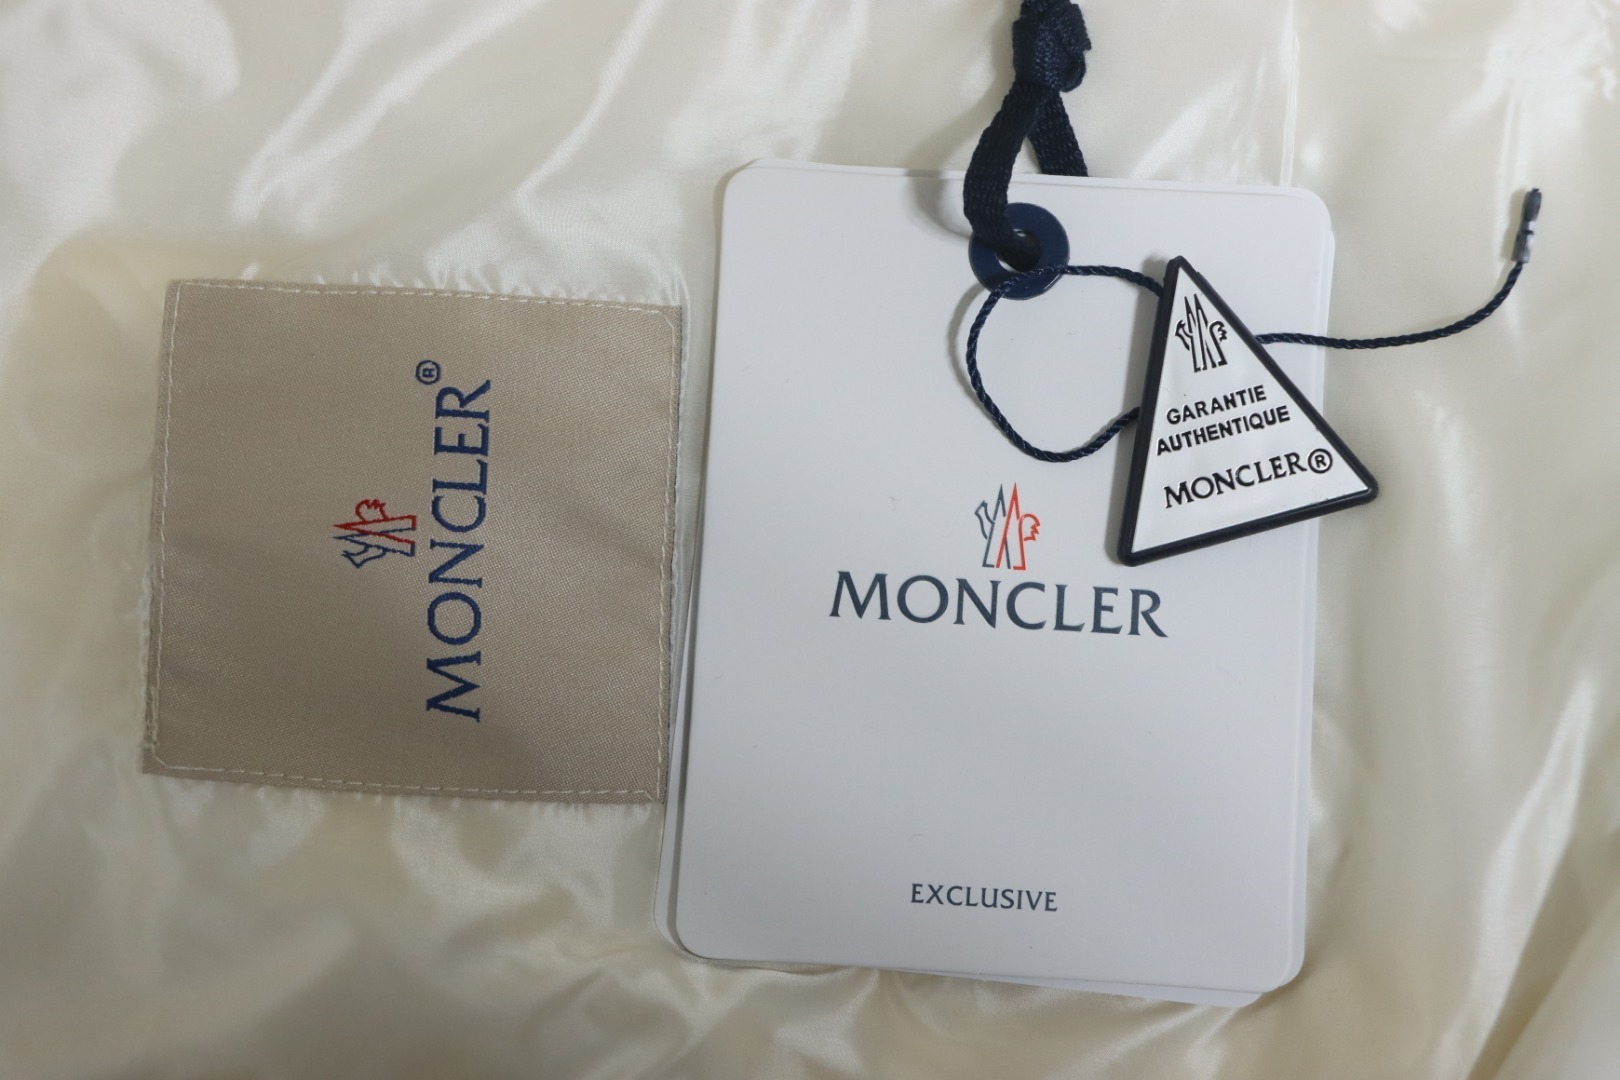 MONCLER®
MONCLER
EXCLUSIVE
GARANTIE
AUTHENTIQUE
MONCLER®